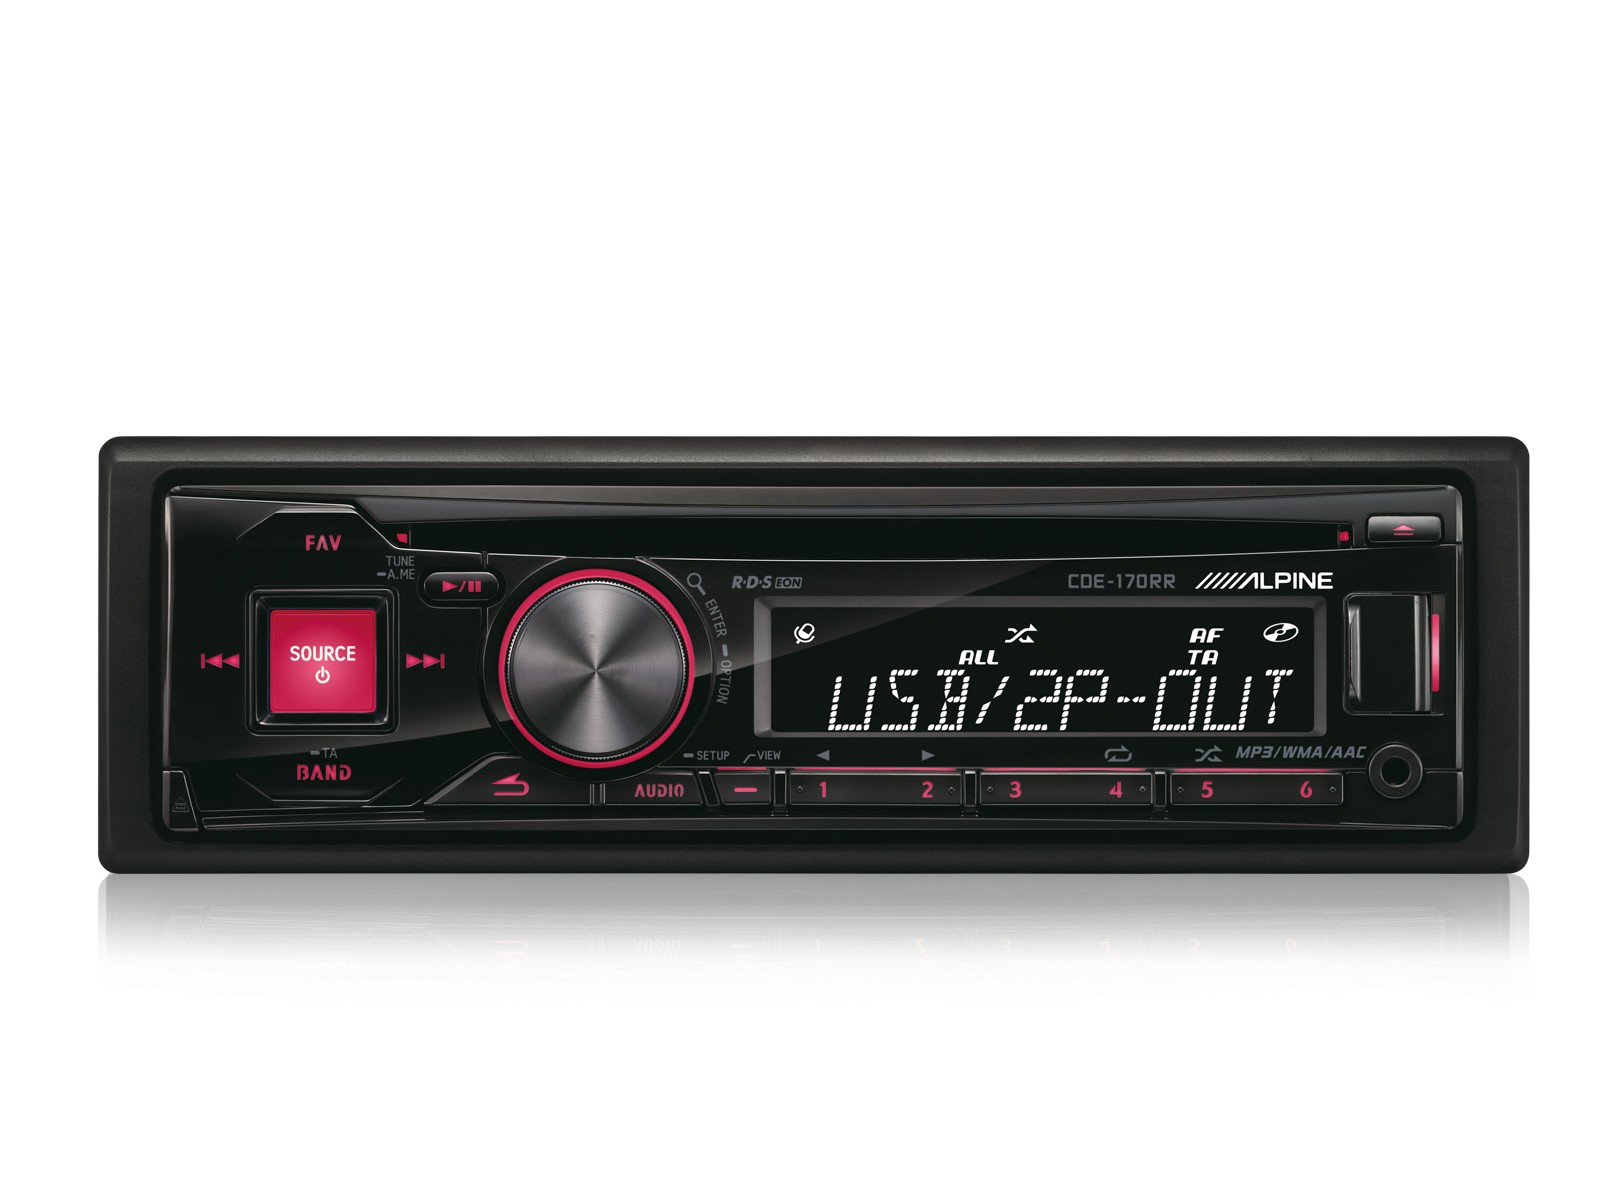 FAV
TUNE
A.ME
SOURCE
TA
BAND
ENTER
OPTION
R·D·S EON
CDE-170RR ALPINE
AF
ALL TA
USB/2P-OUT
SETUP VIEW
MP3/WMA/AAC
AUDIO 1 2 3 4 5 6